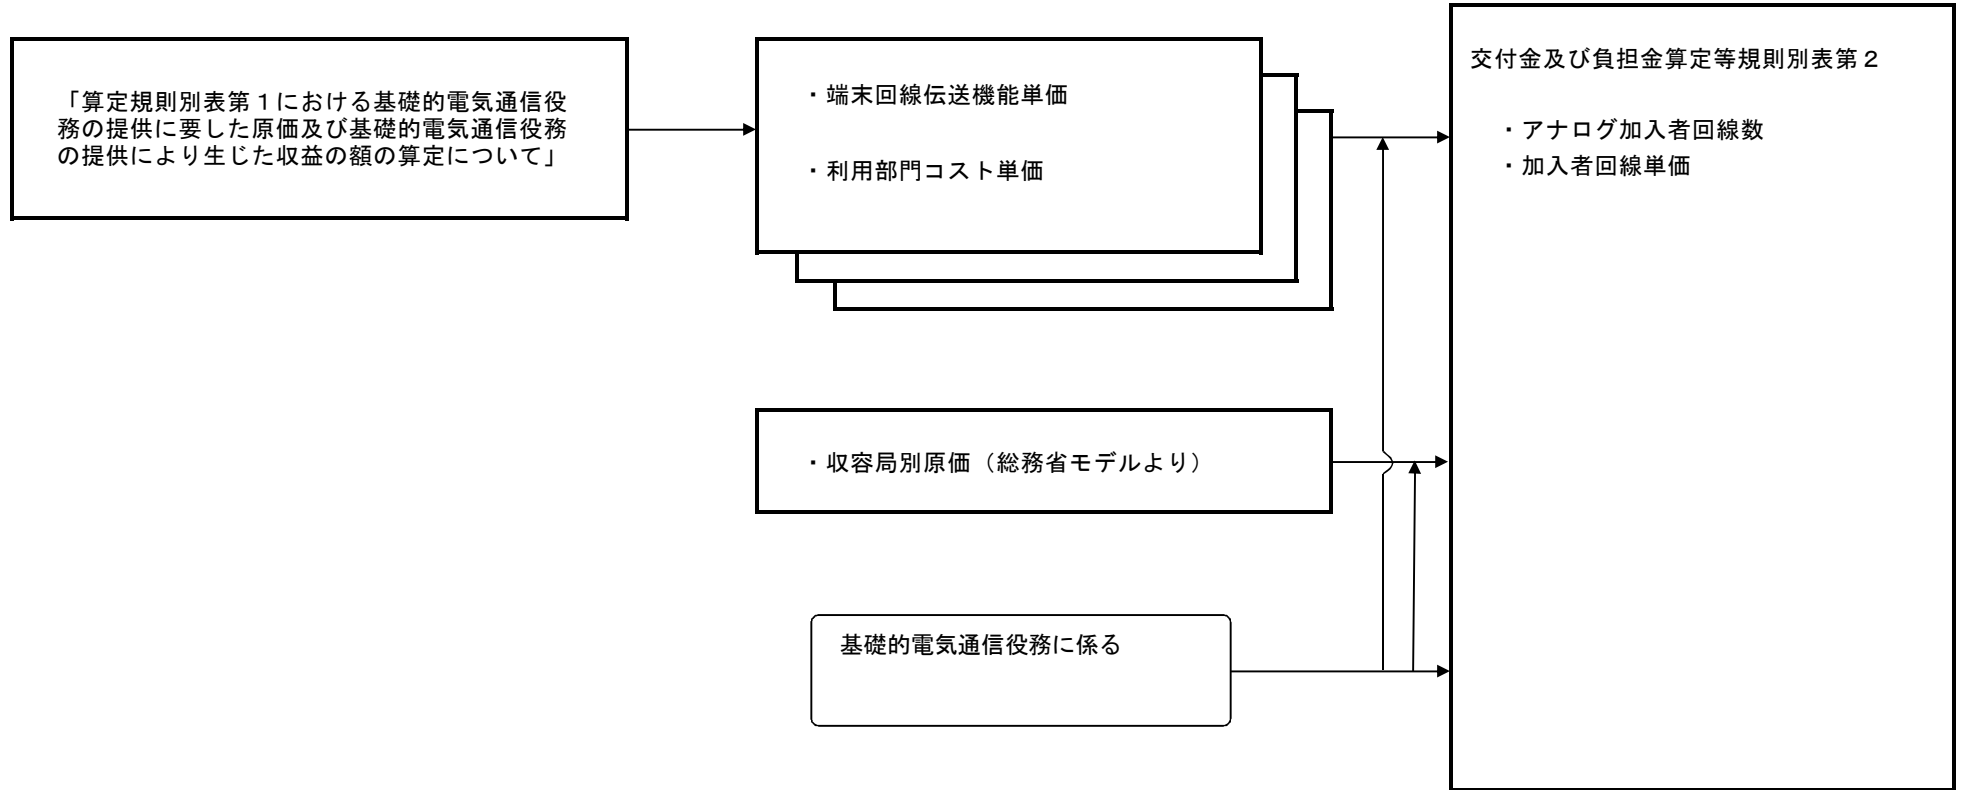 「算定規則別表第１における基礎的電気通信役
務の提供に要した原価及び基礎的電気通信役務
の提供により生じた収益の額の算定について」
・端末回線伝送機能単価
・利用部門コスト単価
・収容局別原価（総務省モデルより）
基礎的電気通信役務に係る
交付金及び負担金算定等規則別表第２
・アナログ加入者回線数
・加入者回線単価